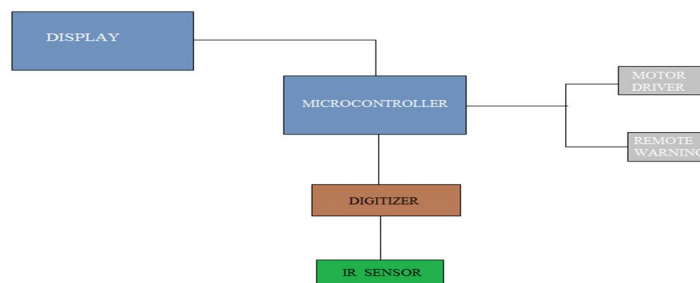 DISPLAY
MICROCONTROLLER
MOTOR
DRIVER
REMOTE
WARNING
DIGITIZER
IR SENSOR